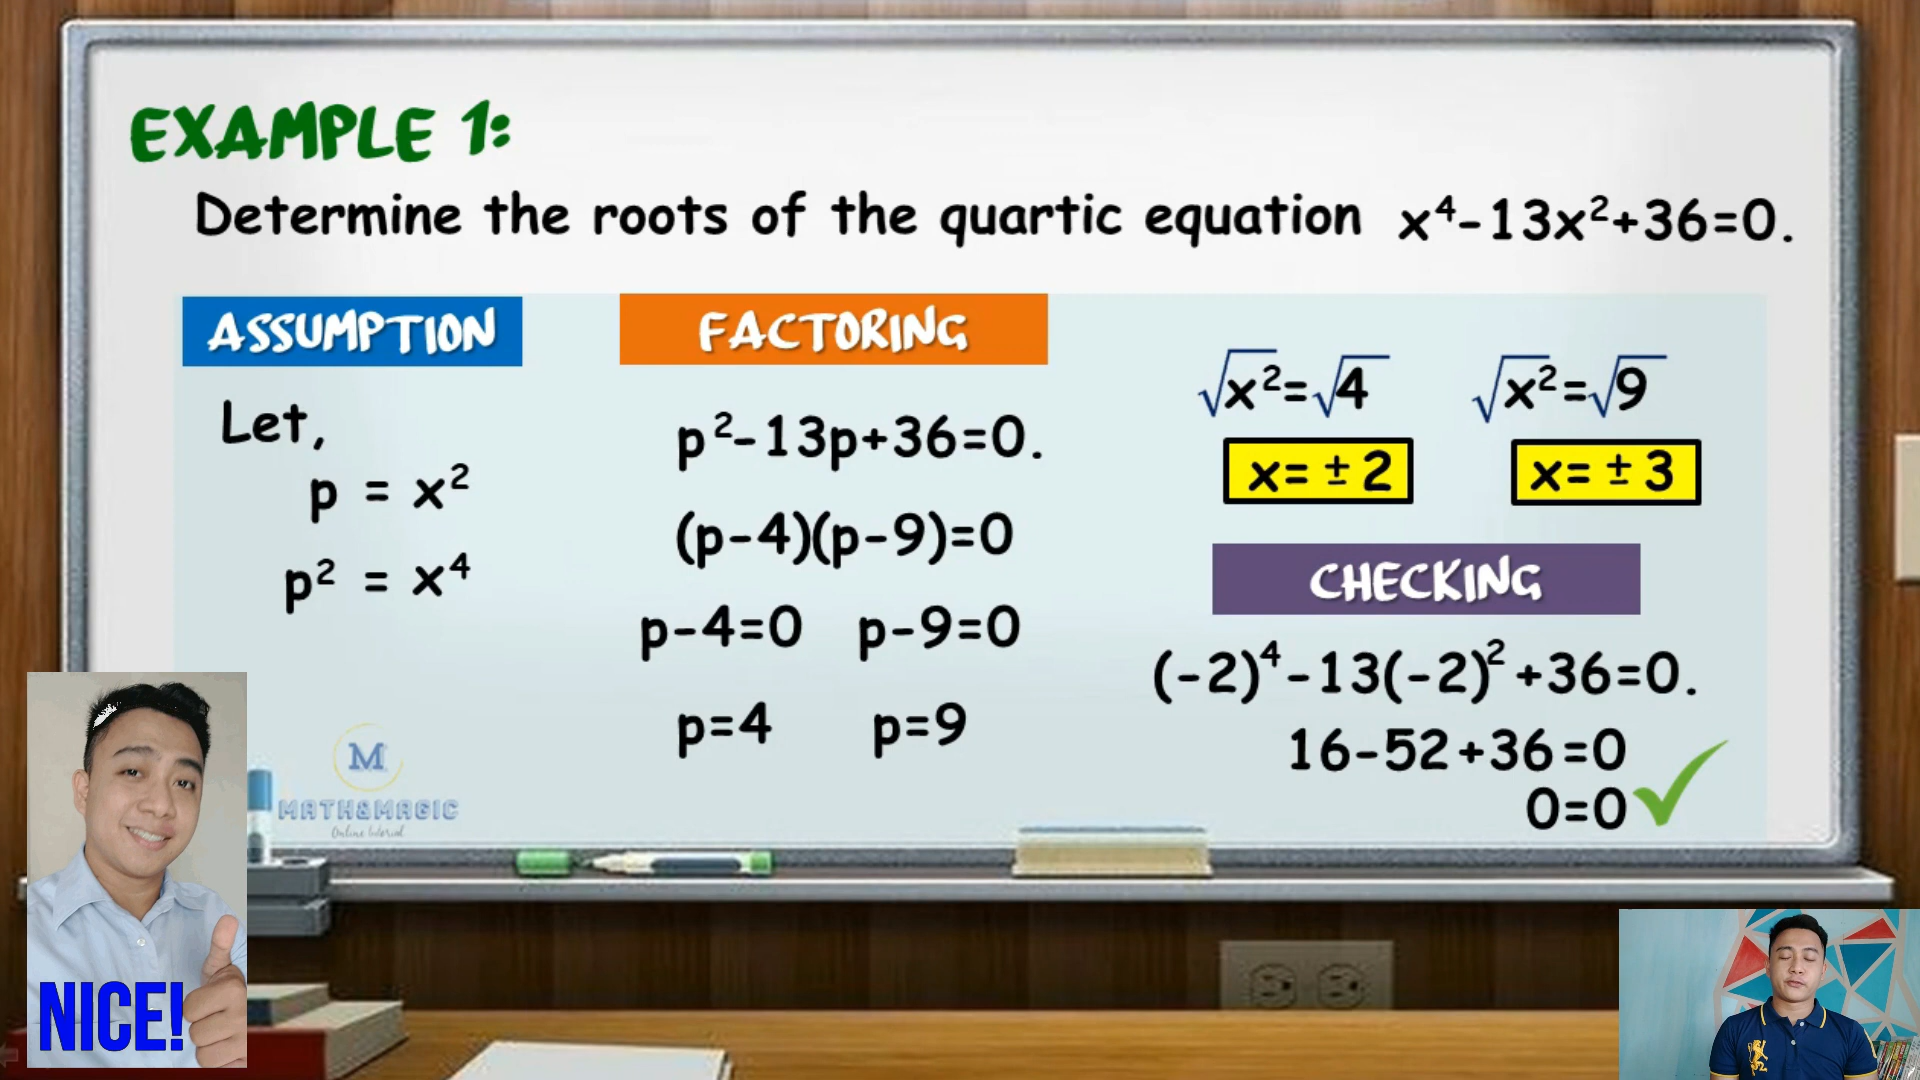 EXAMPLE 1:
Determine the roots of the quartic equation x⁴-13x²+36=0.
ASSUMPTION
Let,
p = x²
p² = x⁴
FACTORING
p²-13p+36=0.
(p-4)(p-9)=0
p-4=0 p-9=0
p=4 p=9
√x²=√4 √x²=√9
x= ± 2 x= ± 3
CHECKING
(-2)⁴-13(-2)²+36=0.
16-52+36=0
0=0
M
MATH&MAGIC
Online Tutorial
NICE!